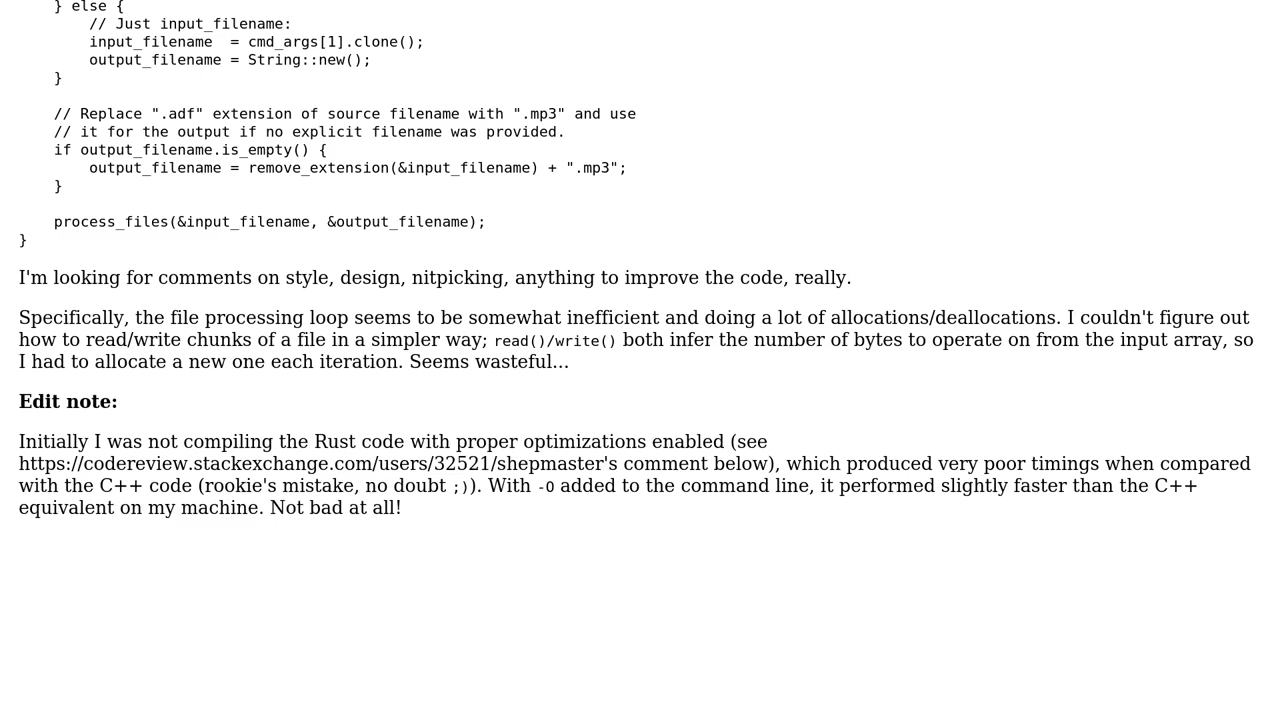 } else {
        // Just input_filename:
        input_filename  = cmd_args[1].clone();
        output_filename = String::new();
    }

    // Replace ".adf" extension of source filename with ".mp3" and use
    // it for the output if no explicit filename was provided.
    if output_filename.is_empty() {
        output_filename = remove_extension(&input_filename) + ".mp3";
    }

    process_files(&input_filename, &output_filename);
}
I'm looking for comments on style, design, nitpicking, anything to improve the code, really.
Specifically, the file processing loop seems to be somewhat inefficient and doing a lot of allocations/deallocations. I couldn't figure out
how to read/write chunks of a file in a simpler way; read()/write() both infer the number of bytes to operate on from the input array, so
I had to allocate a new one each iteration. Seems wasteful...
Edit note:
Initially I was not compiling the Rust code with proper optimizations enabled (see
https://codereview.stackexchange.com/users/32521/shepmaster's comment below), which produced very poor timings when compared
with the C++ code (rookie's mistake, no doubt ;)). With -O added to the command line, it performed slightly faster than the C++
equivalent on my machine. Not bad at all!